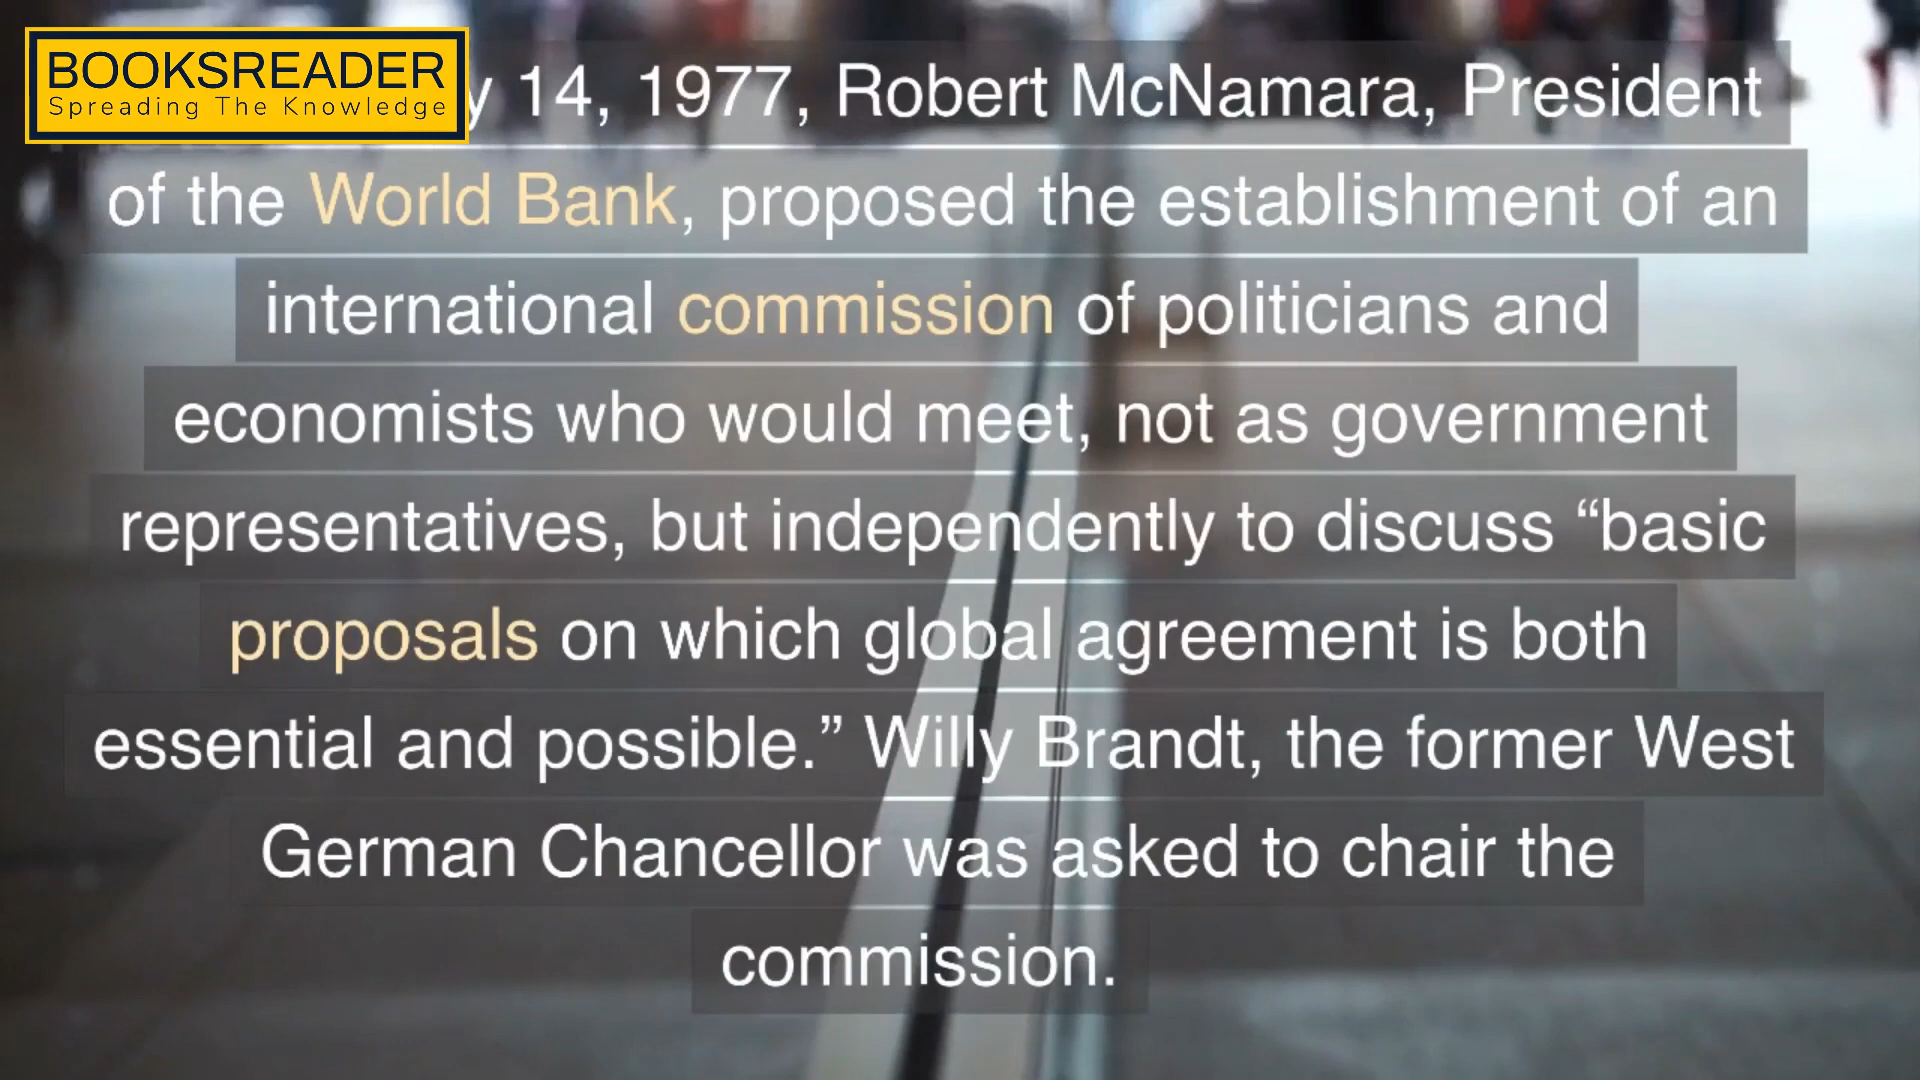 BOOKSREADER
Spreading The Knowledge
14, 1977, Robert McNamara, President
of the World Bank, proposed the establishment of an
international commission of politicians and
economists who would meet, not as government
representatives, but independently to discuss “basic
proposals on which global agreement is both
essential and possible.” Willy Brandt, the former West
German Chancellor was asked to chair the
commission.